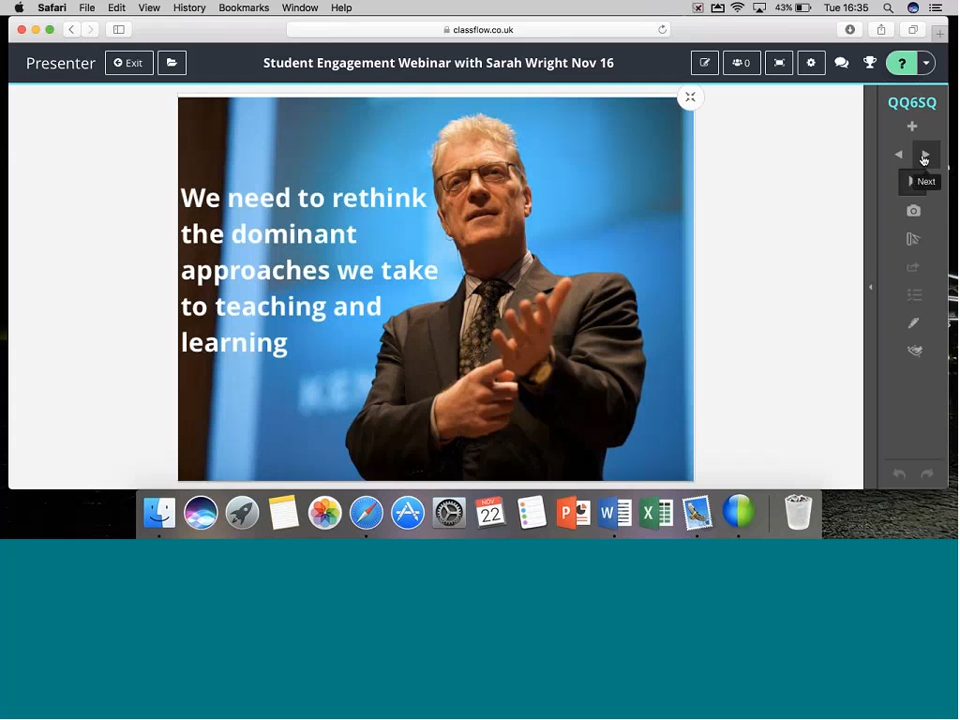 Safari File Edit View History Bookmarks Window Help 43% Tue 16:35
classflow.co.uk
Presenter Exit Student Engagement Webinar with Sarah Wright Nov 16 0 ?
QQ6SQ
Next
We need to rethink
the dominant
approaches we take
to teaching and
learning
NOV
22
P W X